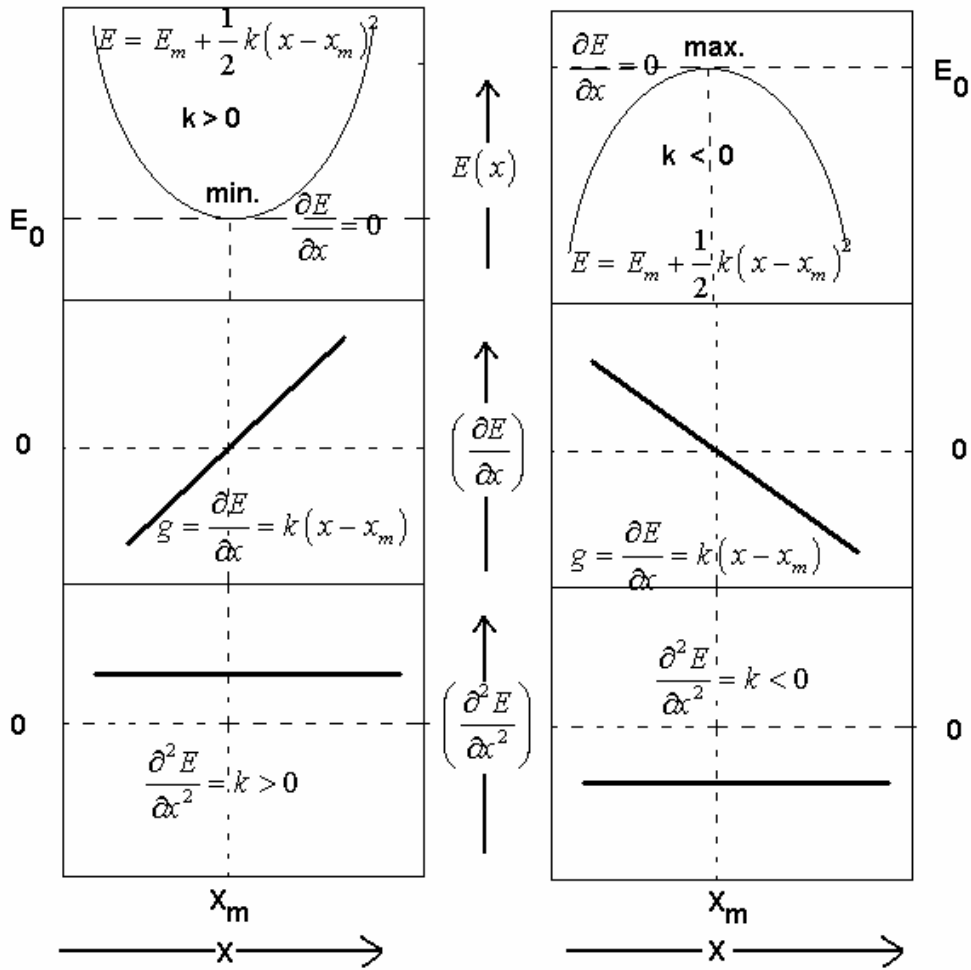 E = E_m + 1/2 k(x − x_m)^2
k > 0
min.
E_0
∂E/∂x = 0
E(x)
∂E/∂x = 0
max.
E_0
k < 0
E = E_m + 1/2 k(x − x_m)^2
0
g = ∂E/∂x = k(x − x_m)
(∂E/∂x)
0
g = ∂E/∂x = k(x − x_m)
0
∂²E/∂x² = k > 0
(∂²E/∂x²)
∂²E/∂x² = k < 0
0
X_m
X
X_m
X